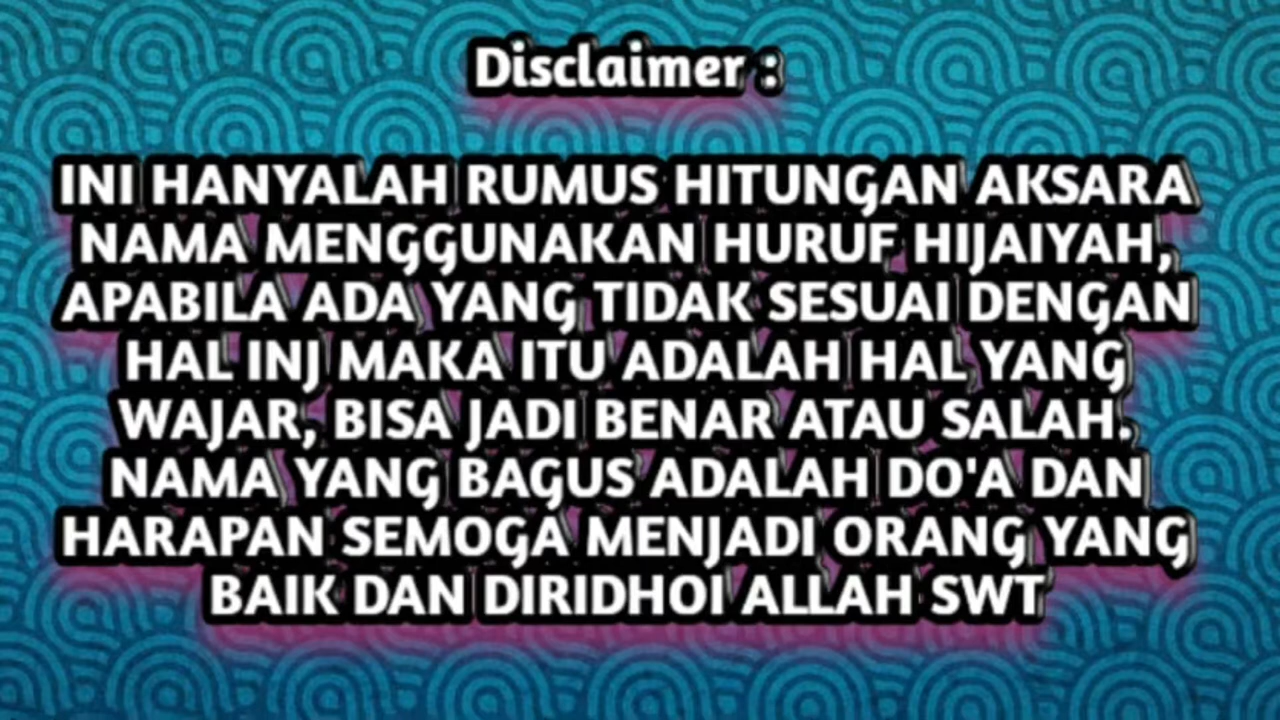 Disclaimer :
INI HANYALAH RUMUS HITUNGAN AKSARA
NAMA MENGGUNAKAN HURUF HIJAIYAH,
APABILA ADA YANG TIDAK SESUAI DENGAN
HAL INJ MAKA ITU ADALAH HAL YANG
WAJAR, BISA JADI BENAR ATAU SALAH.
NAMA YANG BAGUS ADALAH DO'A DAN
HARAPAN SEMOGA MENJADI ORANG YANG
BAIK DAN DIRIDHOI ALLAH SWT